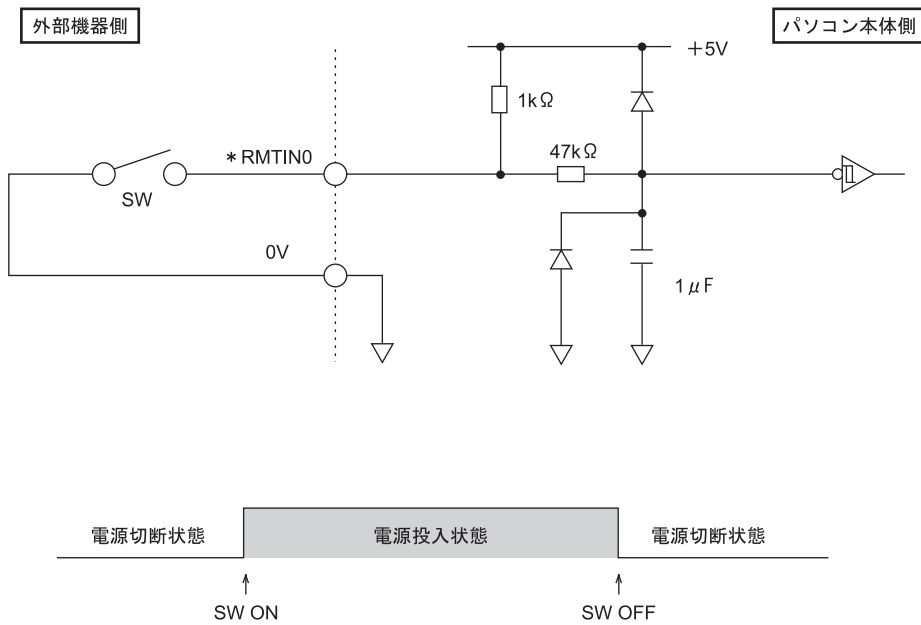 外部機器側
パソコン本体側
+5V
1kΩ
47kΩ
*RMTIN0
SW
0V
1μF
電源切断状態
電源投入状態
電源切断状態
SW ON
SW OFF